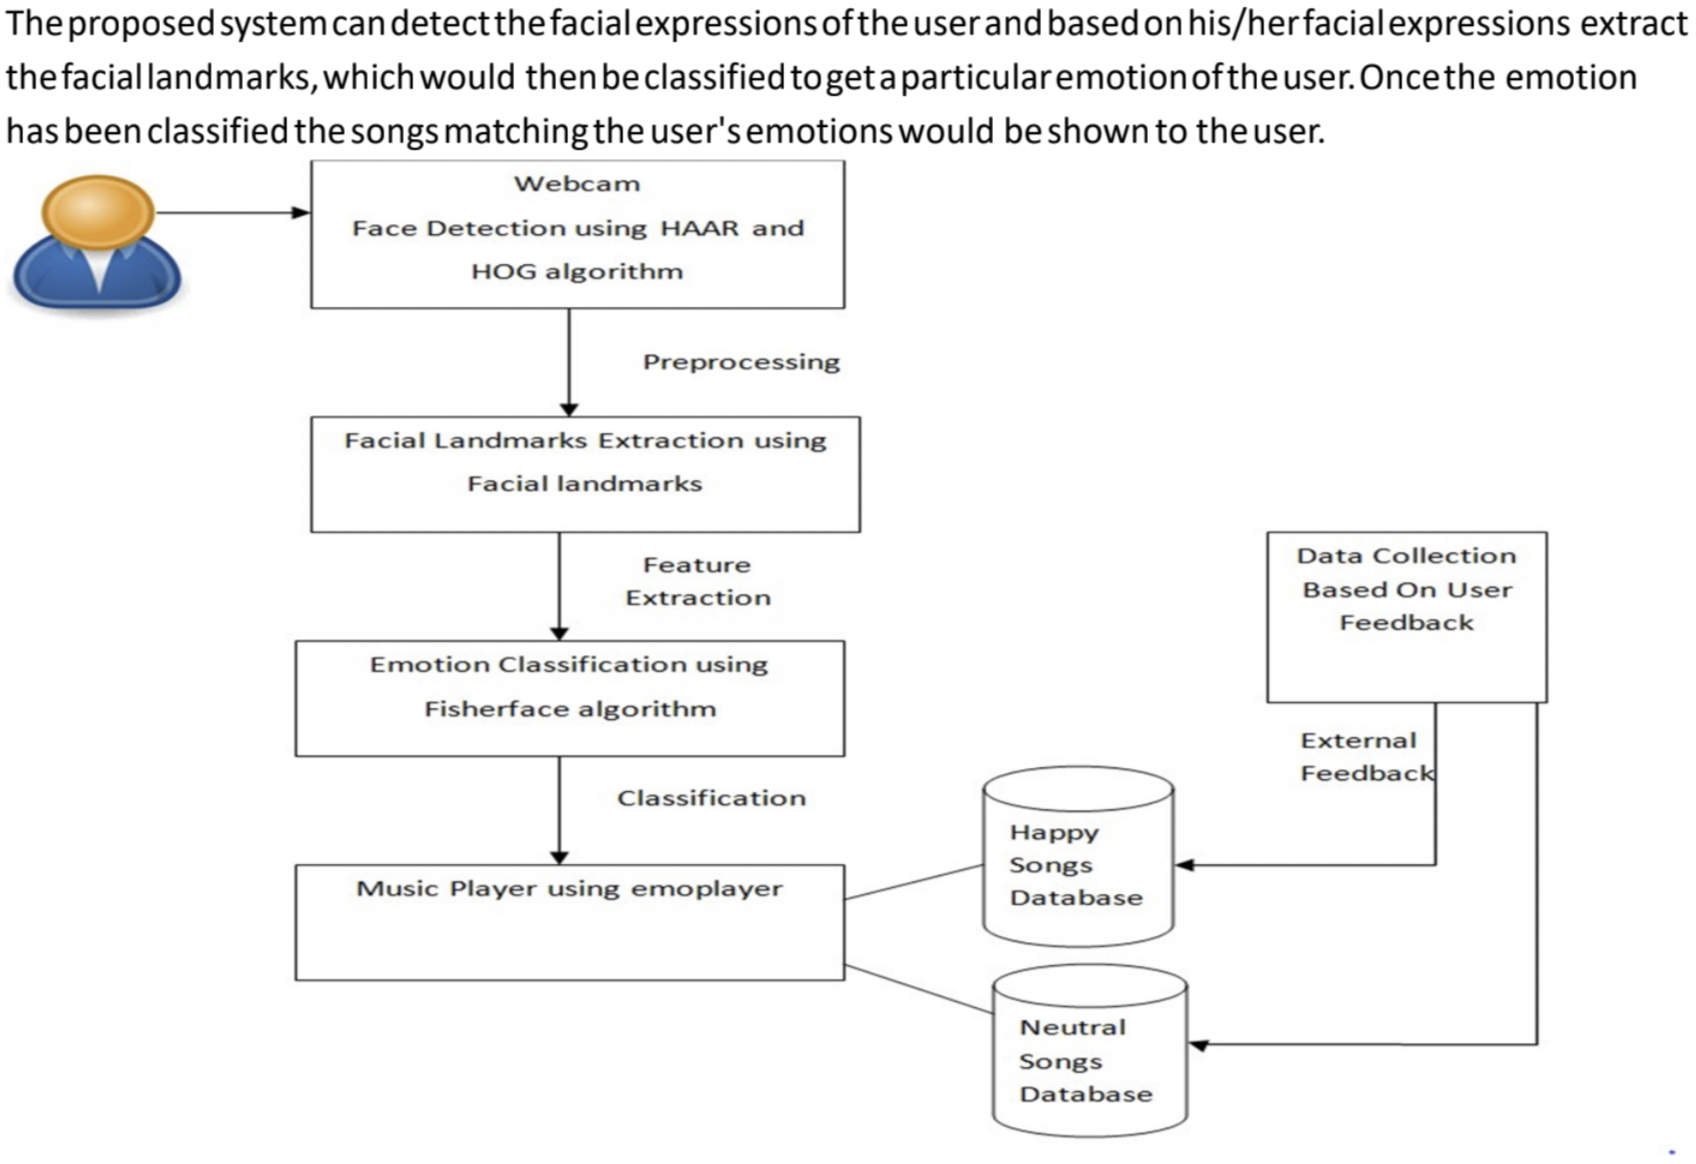 The proposed system can detect the facial expressions of the user and based on his/her facial expressions extract
the facial landmarks, which would then be classified to get a particular emotion of the user. Once the emotion
has been classified the songs matching the user's emotions would be shown to the user.
Webcam
Face Detection using HAAR and
HOG algorithm
Preprocessing
Facial Landmarks Extraction using
Facial landmarks
Feature
Extraction
Emotion Classification using
Fisherface algorithm
Classification
Music Player using emoplayer
Data Collection
Based On User
Feedback
External
Feedback
Happy
Songs
Database
Neutral
Songs
Database